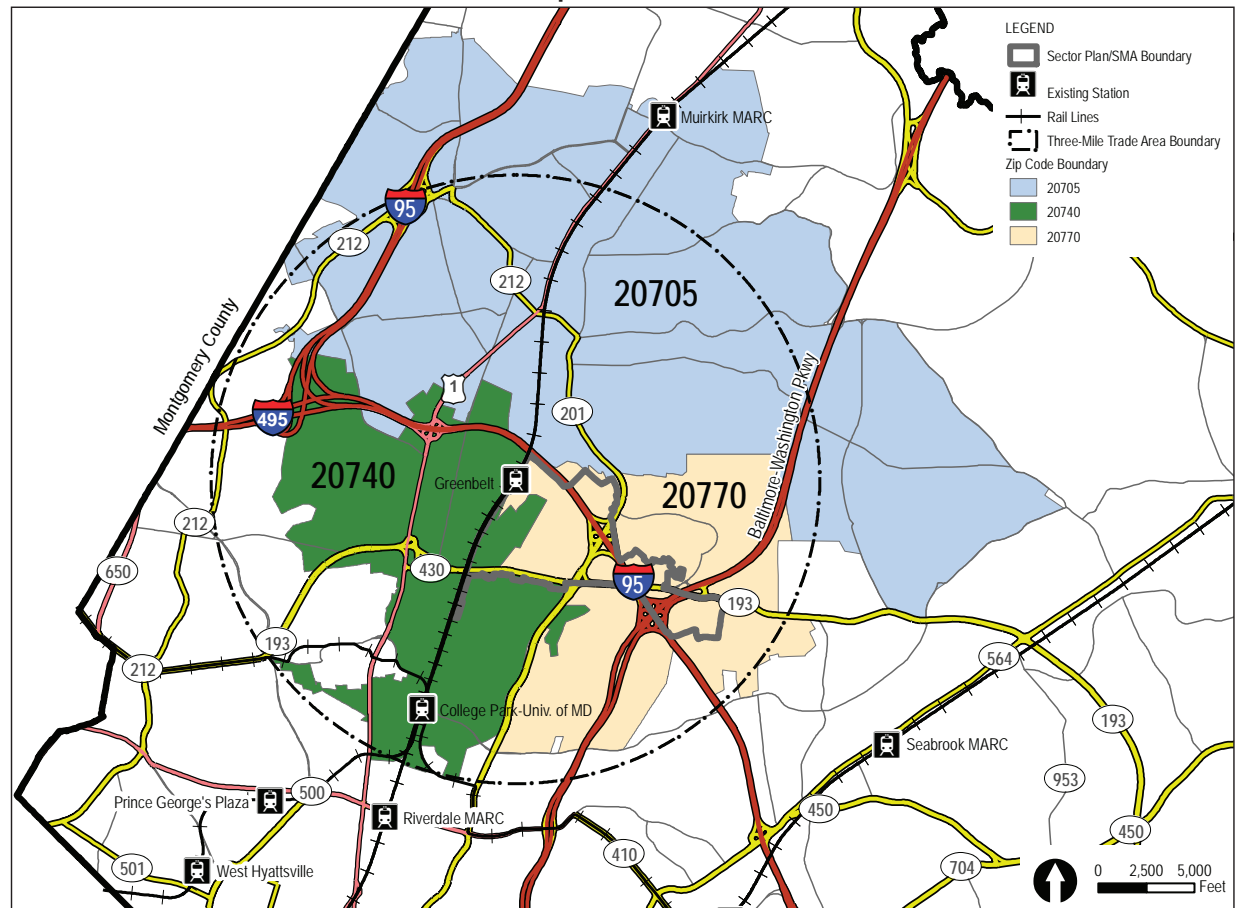 LEGEND
Sector Plan/SMA Boundary
Existing Station
Rail Lines
Three-Mile Trade Area Boundary
Zip Code Boundary
20705
20740
20770
Muirkirk MARC
95
212
212
20705
Montgomery County
1
495
201
Baltimore-Washington Pkwy
20740
Greenbelt
20770
212
650
430
95
193
193
212
564
College Park-Univ. of MD
193
Seabrook MARC
953
Prince George's Plaza
500
Riverdale MARC
450
450
410
501
West Hyattsville
704
0 2,500 5,000
Feet